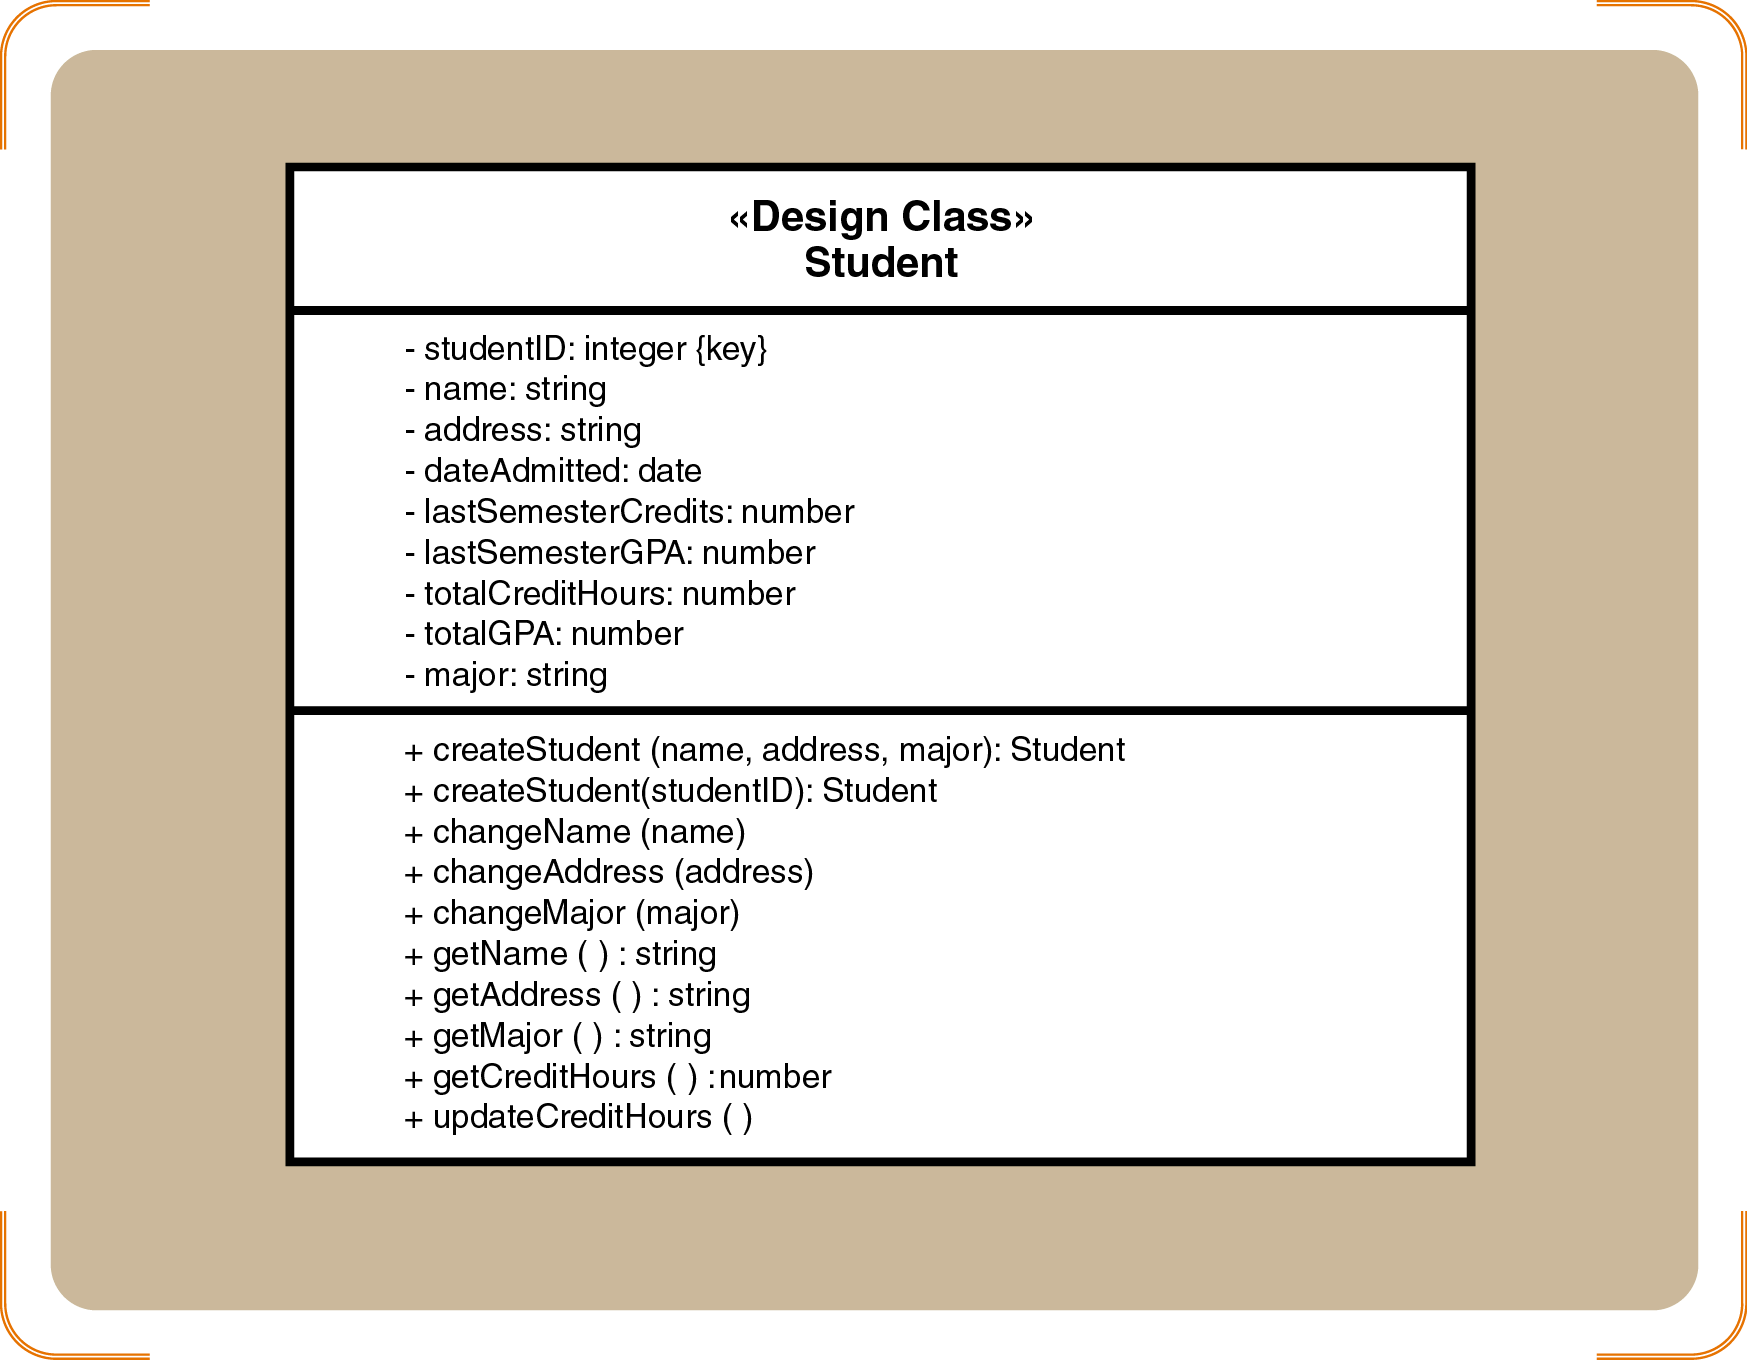 «Design Class»
Student
- studentID: integer {key}
- name: string
- address: string
- dateAdmitted: date
- lastSemesterCredits: number
- lastSemesterGPA: number
- totalCreditHours: number
- totalGPA: number
- major: string
+ createStudent (name, address, major): Student
+ createStudent(studentID): Student
+ changeName (name)
+ changeAddress (address)
+ changeMajor (major)
+ getName ( ) : string
+ getAddress ( ) : string
+ getMajor ( ) : string
+ getCreditHours ( ) :number
+ updateCreditHours ( )